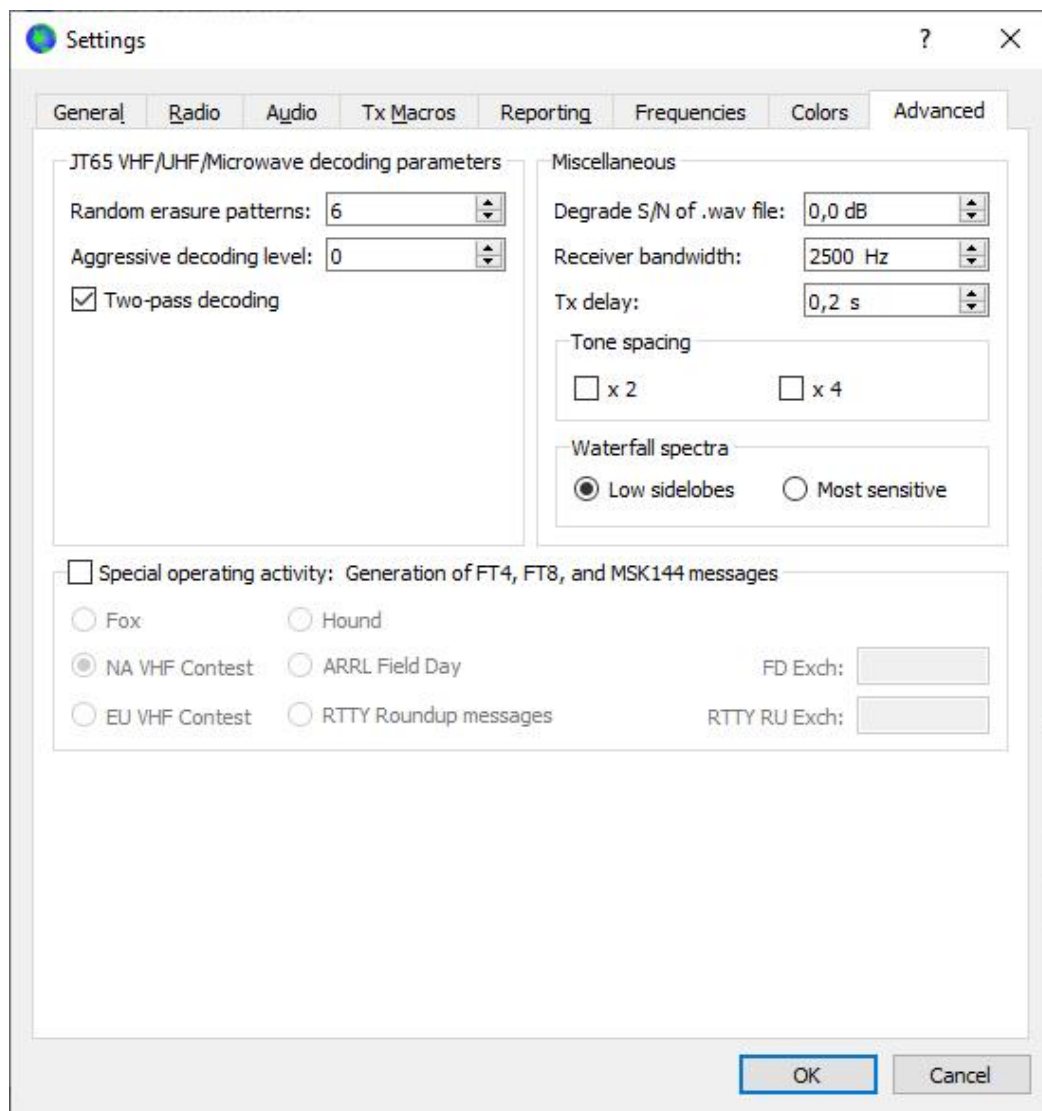 Settings
?
General Radio Audio Tx Macros Reporting Frequencies Colors Advanced
JT65 VHF/UHF/Microwave decoding parameters
Random erasure patterns: 6
Aggressive decoding level: 0
Two-pass decoding
Miscellaneous
Degrade S/N of .wav file: 0,0 dB
Receiver bandwidth: 2500 Hz
Tx delay: 0,2 s
Tone spacing
x 2 x 4
Waterfall spectra
Low sidelobes Most sensitive
Special operating activity: Generation of FT4, FT8, and MSK144 messages
Fox Hound
NA VHF Contest ARRL Field Day FD Exch:
EU VHF Contest RTTY Roundup messages RTTY RU Exch:
OK Cancel